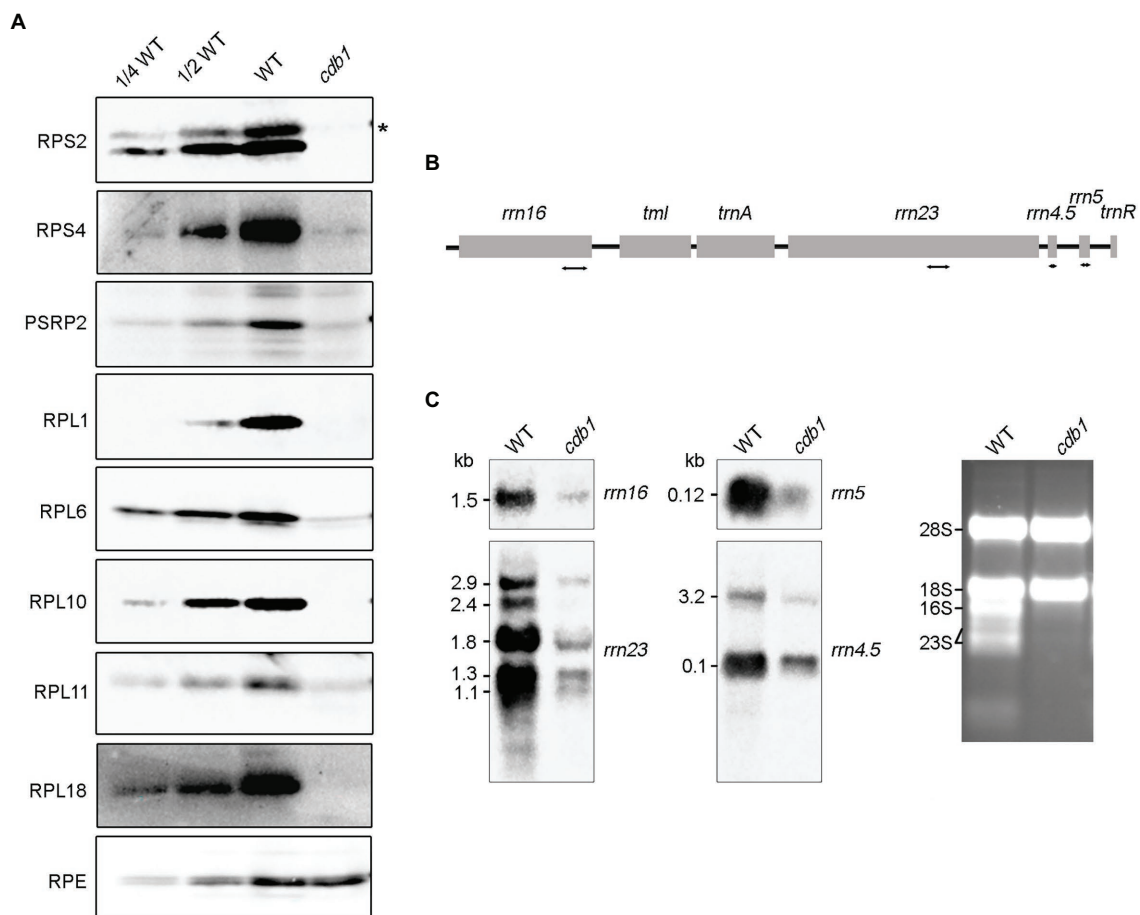 A
1/4 WT 1/2 WT WT cdb1
RPS2 *
RPS4
PSRP2
RPL1
RPL6
RPL10
RPL11
RPL18
RPE
B
rrn16 tmI trnA rrn23 rrn4.5 rrn5 trnR
C
WT cdb1
kb
1.5 rrn16
2.9
2.4
1.8 rrn23
1.3
1.1
WT cdb1
kb
0.12 rrn5
3.2
0.1 rrn4.5
WT cdb1
28S
18S
16S
23S